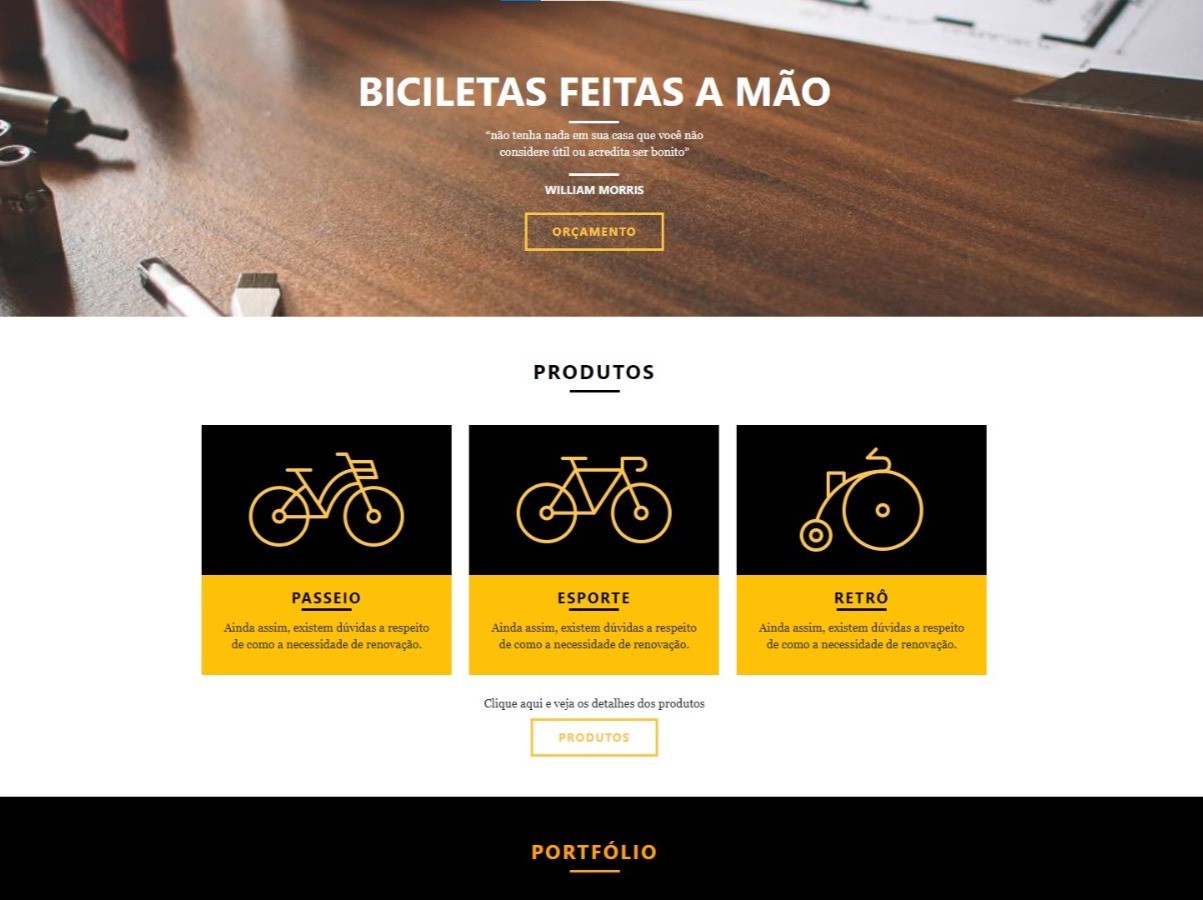 BICILETAS FEITAS A MÃO
“não tenha nada em sua casa que você não
considere útil ou acredita ser bonito”
WILLIAM MORRIS
ORÇAMENTO
PRODUTOS
PASSEIO
Ainda assim, existem dúvidas a respeito
de como a necessidade de renovação.
ESPORTE
Ainda assim, existem dúvidas a respeito
de como a necessidade de renovação.
RETRÔ
Ainda assim, existem dúvidas a respeito
de como a necessidade de renovação.
Clique aqui e veja os detalhes dos produtos
PRODUTOS
PORTFÓLIO